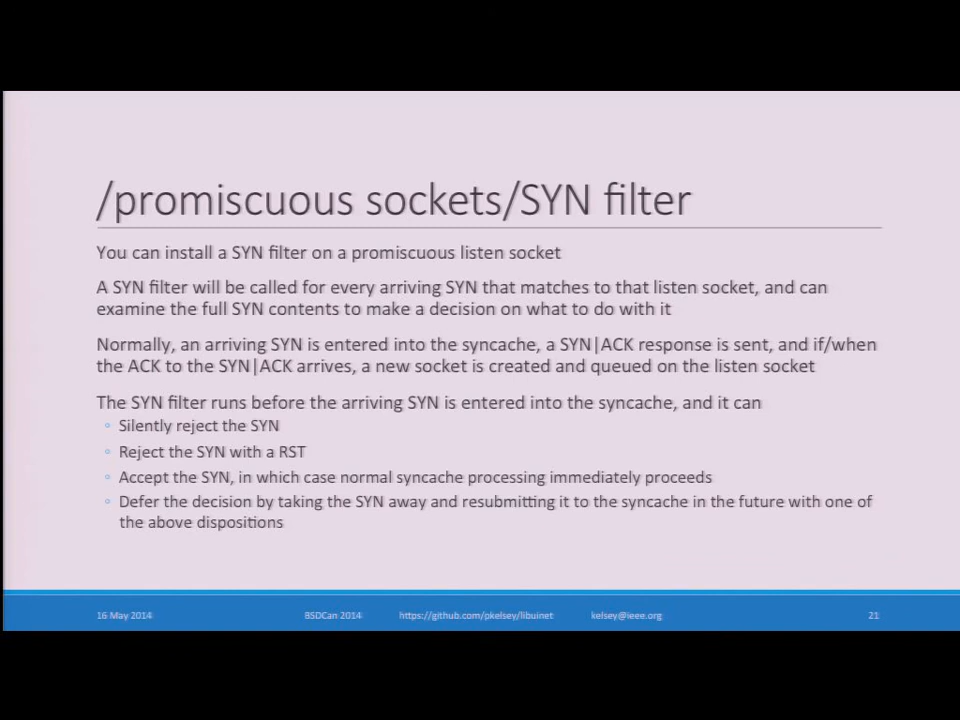 /promiscuous sockets/SYN filter
You can install a SYN filter on a promiscuous listen socket
A SYN filter will be called for every arriving SYN that matches to that listen socket, and can
examine the full SYN contents to make a decision on what to do with it
Normally, an arriving SYN is entered into the syncache, a SYN|ACK response is sent, and if/when
the ACK to the SYN|ACK arrives, a new socket is created and queued on the listen socket
The SYN filter runs before the arriving SYN is entered into the syncache, and it can
◦ Silently reject the SYN
◦ Reject the SYN with a RST
◦ Accept the SYN, in which case normal syncache processing immediately proceeds
◦ Defer the decision by taking the SYN away and resubmitting it to the syncache in the future with one of
the above dispositions
16 May 2014 BSDCan 2014 https://github.com/pkelsey/libuinet kelsey@ieee.org 21